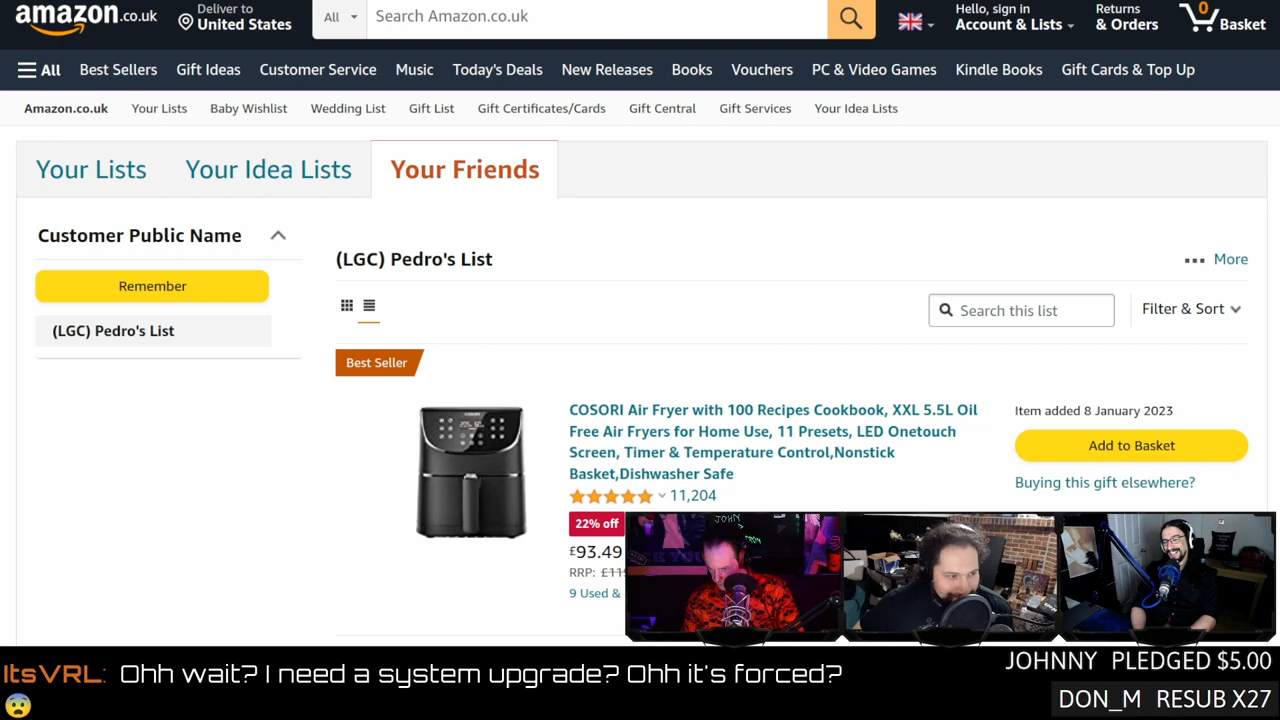 amazon.co.uk
Deliver to
United States
All
Search Amazon.co.uk
Hello, sign in
Account & Lists
Returns
& Orders
0
Basket
All
Best Sellers
Gift Ideas
Customer Service
Music
Today's Deals
New Releases
Books
Vouchers
PC & Video Games
Kindle Books
Gift Cards & Top Up
Amazon.co.uk
Your Lists
Baby Wishlist
Wedding List
Gift List
Gift Certificates/Cards
Gift Central
Gift Services
Your Idea Lists
Your Lists
Your Idea Lists
Your Friends
Customer Public Name
Remember
(LGC) Pedro's List
(LGC) Pedro's List
More
Search this list
Filter & Sort
Best Seller
COSORI
COSORI Air Fryer with 100 Recipes Cookbook, XXL 5.5L Oil
Free Air Fryers for Home Use, 11 Presets, LED Onetouch
Screen, Timer & Temperature Control,Nonstick
Basket,Dishwasher Safe
11,204
22% off
£93.49
RRP:
9 Used &
Item added 8 January 2023
Add to Basket
Buying this gift elsewhere?
JOHN
ItsVRL: Ohh wait? I need a system upgrade? Ohh it's forced?
😨
JOHNNY PLEDGED $5.00
DON_M RESUB X27